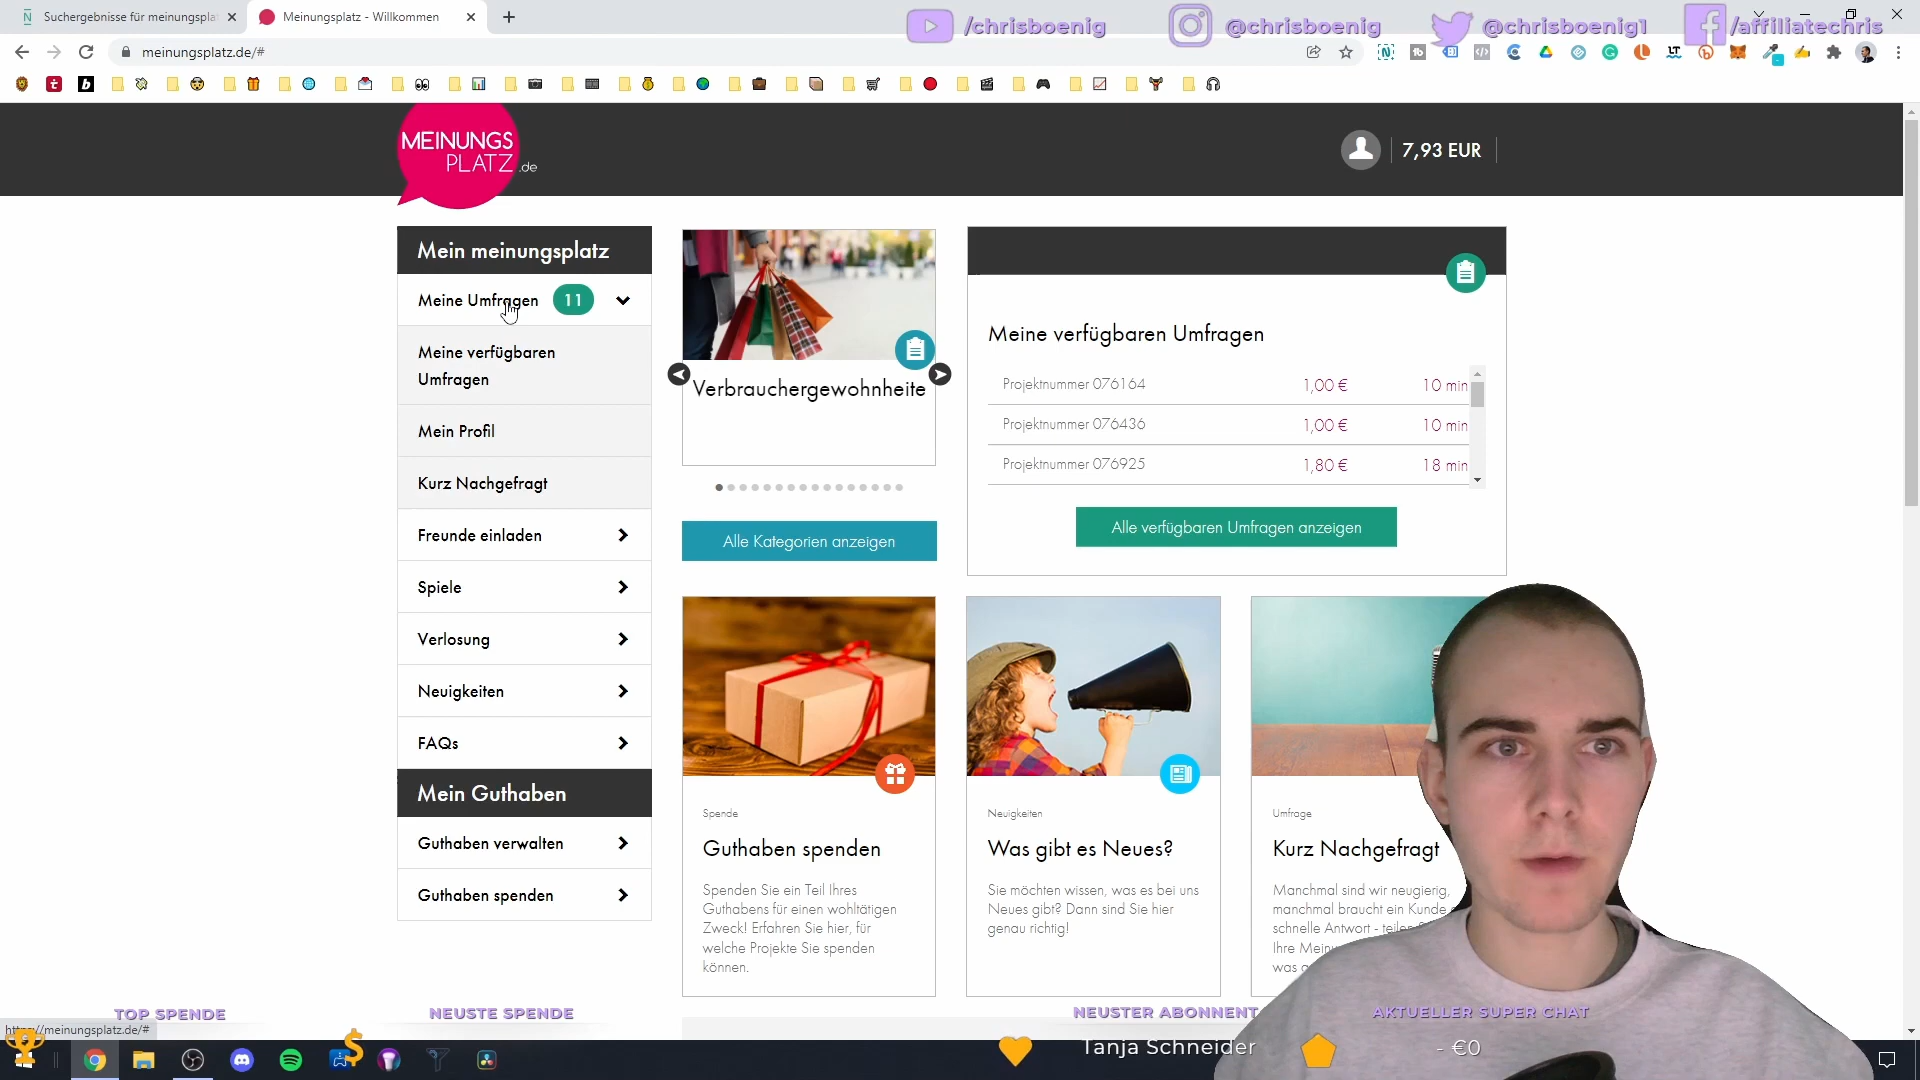 Suchergebnisse für meinungspla
Meinungsplatz - Willkommen
/chrisboenig
@chrisboenig
@chrisboenig1
/affiliatechris
meinungsplatz.de/#
MEINUNGS
PLATZ.de
7,93 EUR
Mein meinungsplatz
Meine Umfragen 11
Meine verfügbaren
Umfragen
Mein Profil
Kurz Nachgefragt
Freunde einladen
Spiele
Verlosung
Neuigkeiten
FAQs
Mein Guthaben
Guthaben verwalten
Guthaben spenden
Verbrauchergewohnheite
Alle Kategorien anzeigen
Meine verfügbaren Umfragen
Projektnummer 076164 1,00 € 10 min
Projektnummer 076436 1,00 € 10 min
Projektnummer 076925 1,80 € 18 min
Alle verfügbaren Umfragen anzeigen
Spende
Guthaben spenden
Spenden Sie ein Teil Ihres
Guthabens für einen wohltätigen
Zweck! Erfahren Sie hier, für
welche Projekte Sie spenden
können.
Neuigkeiten
Was gibt es Neues?
Sie möchten wissen, was es bei uns
Neues gibt? Dann sind Sie hier
genau richtig!
Umfrage
Kurz Nachgefragt
Manchmal sind wir neugierig,
manchmal braucht ein Kunde
schnelle Antwort -
Ihre
was
TOP SPENDE
NEUSTE SPENDE
NEUSTER ABONNENT
AKTUELLER SUPER CHAT
https://meinungsplatz.de/#
Tanja Schneider
- €0